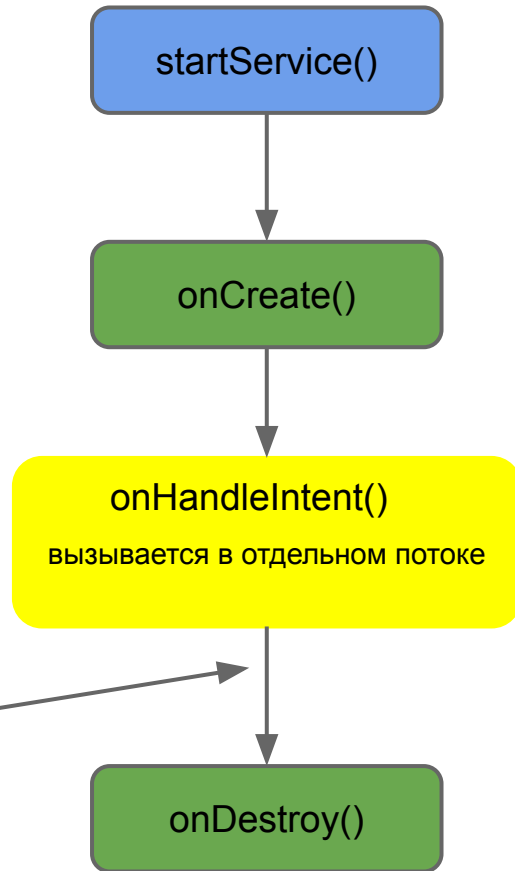 startService()
onCreate()
onHandleIntent()
вызывается в отдельном потоке
onDestroy()